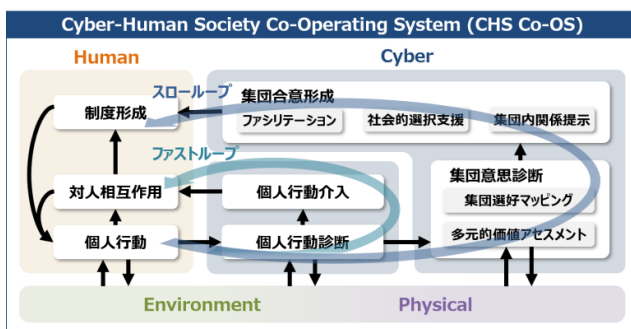 Cyber-Human Society Co-Operating System (CHS Co-OS)
Human
Cyber
スローループ
集団合意形成
制度形成
ファシリテーション
社会的選択支援
集団内関係提示
ファストループ
集団意思診断
対人相互作用
個人行動介入
集団選好マッピング
個人行動
個人行動診断
多元的価値アセスメント
Environment
Physical